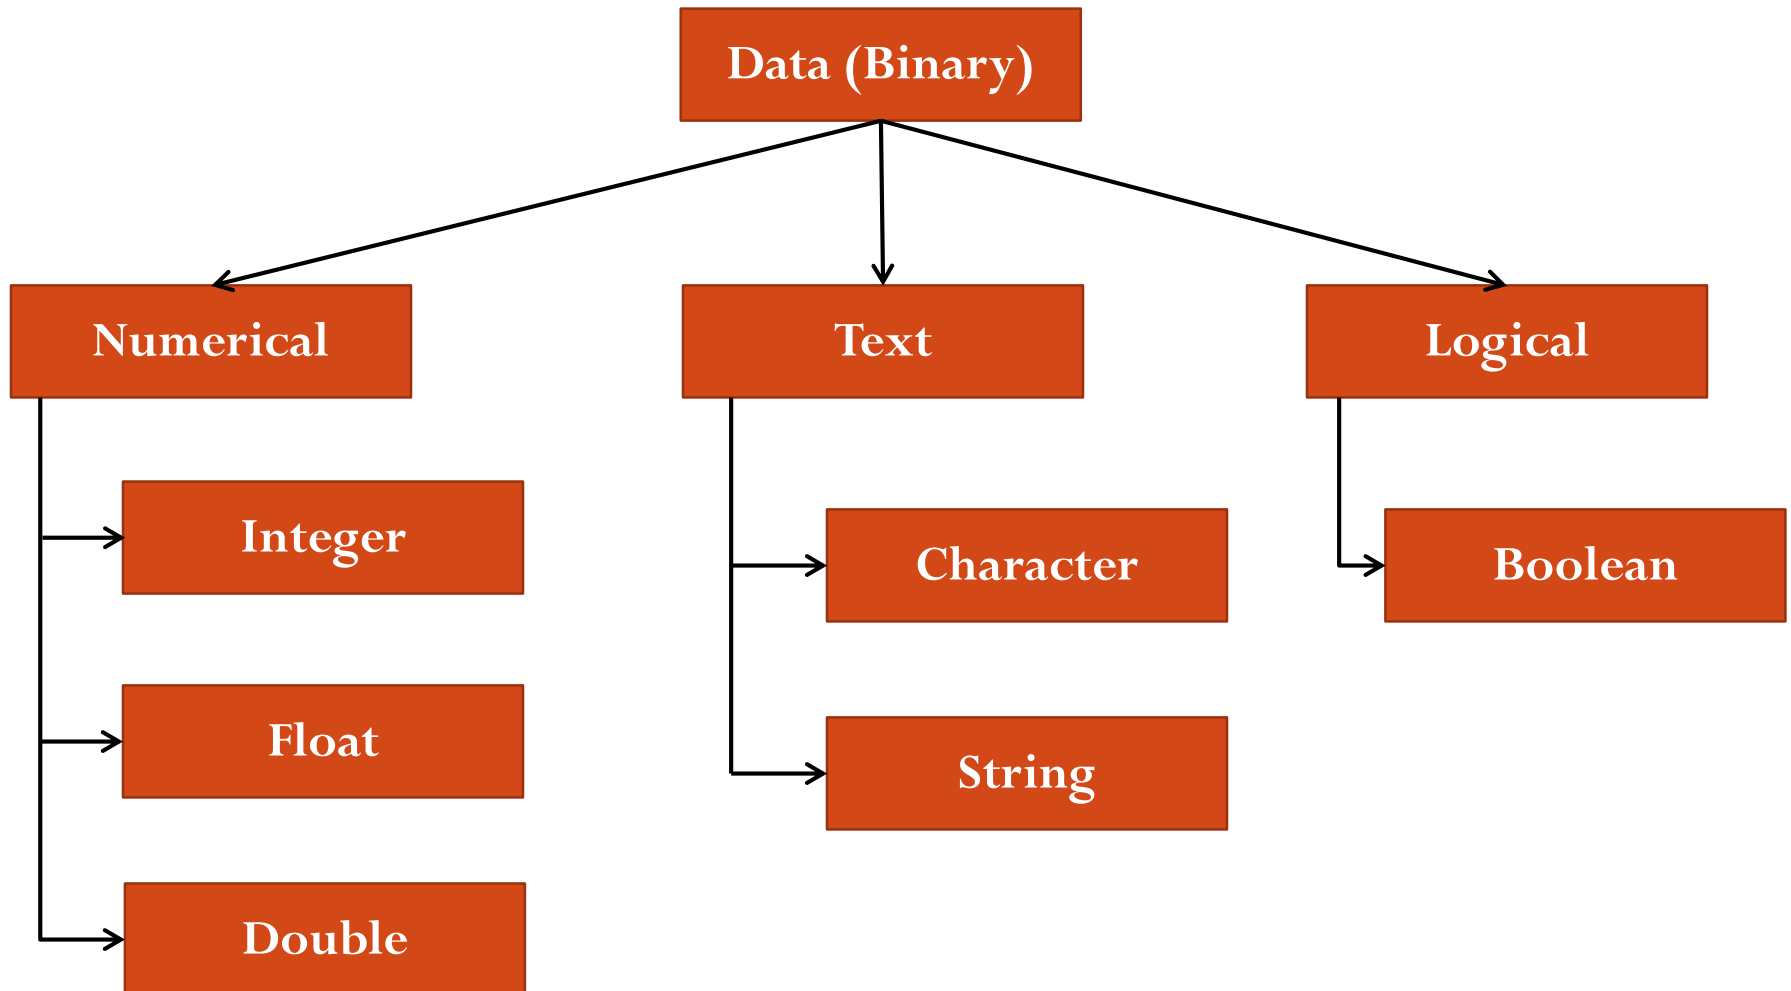 Data (Binary)
Numerical
Text
Logical
Integer
Float
Double
Character
String
Boolean